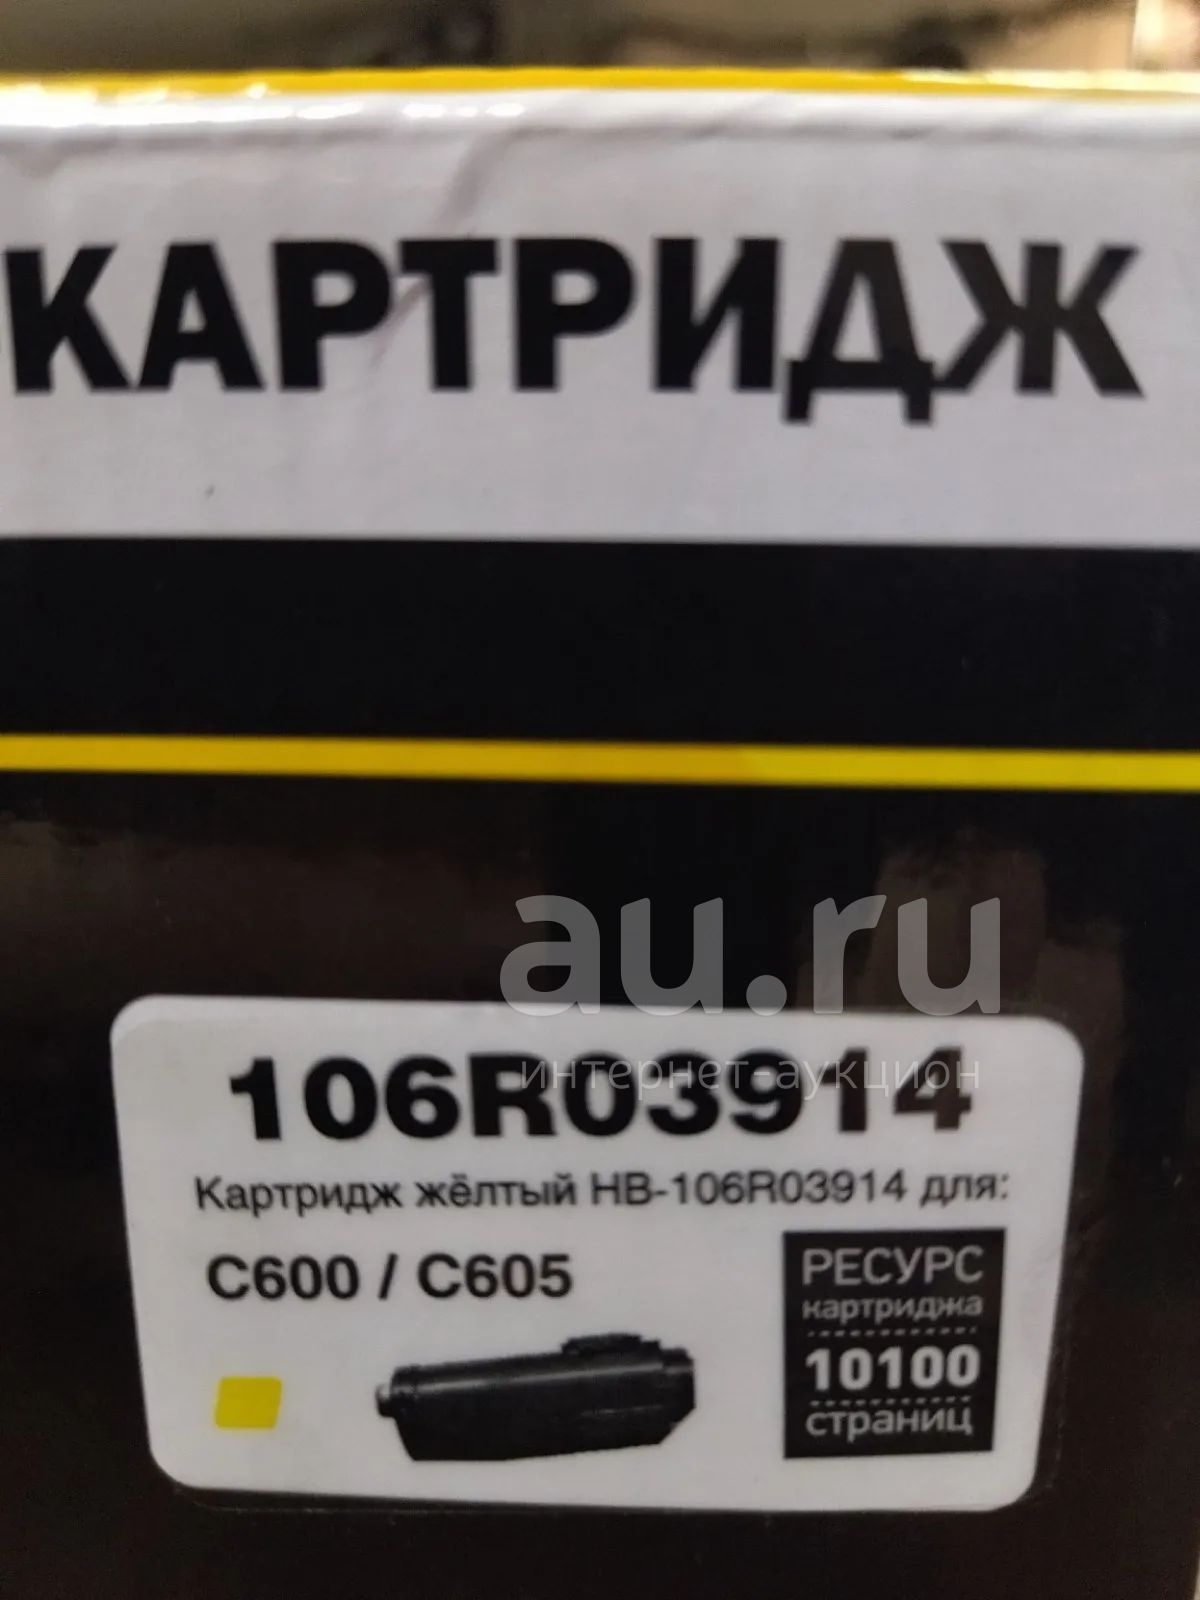 -КАРТРИДЖ
au.ru
интернет-аукцион
106R03914
Картридж жёлтый HB-106R03914 для:
C600 / C605
РЕСУРС
картриджа
10100
страниц